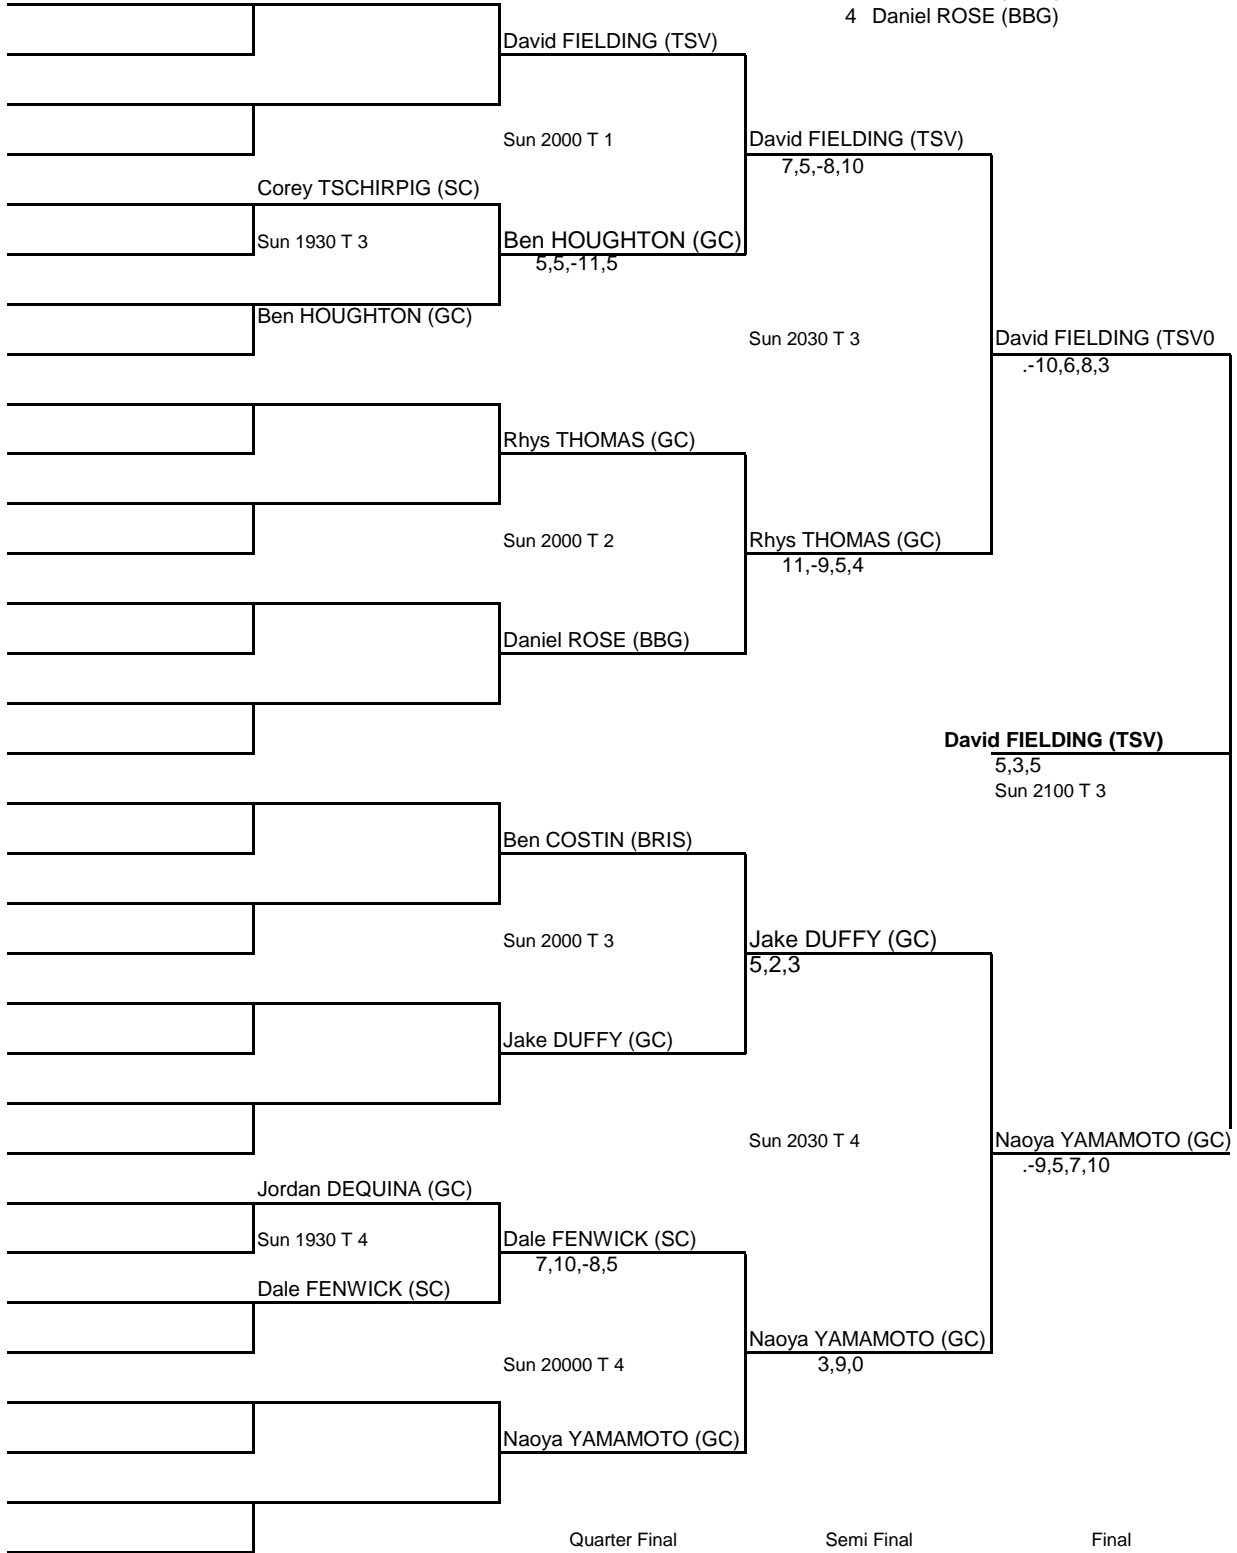 4 Daniel ROSE (BBG)
David FIELDING (TSV)
Sun 2000 T 1
David FIELDING (TSV)
7,5,-8,10
Corey TSCHIRPIG (SC)
Sun 1930 T 3
Ben HOUGHTON (GC)
5,5,-11,5
Ben HOUGHTON (GC)
Sun 2030 T 3
David FIELDING (TSV0
.-10,6,8,3
Rhys THOMAS (GC)
Sun 2000 T 2
Rhys THOMAS (GC)
11,-9,5,4
Daniel ROSE (BBG)
David FIELDING (TSV)
5,3,5
Sun 2100 T 3
Ben COSTIN (BRIS)
Sun 2000 T 3
Jake DUFFY (GC)
5,2,3
Jake DUFFY (GC)
Sun 2030 T 4
Naoya YAMAMOTO (GC)
.-9,5,7,10
Jordan DEQUINA (GC)
Sun 1930 T 4
Dale FENWICK (SC)
7,10,-8,5
Dale FENWICK (SC)
Naoya YAMAMOTO (GC)
3,9,0
Sun 20000 T 4
Naoya YAMAMOTO (GC)
Quarter Final Semi Final Final